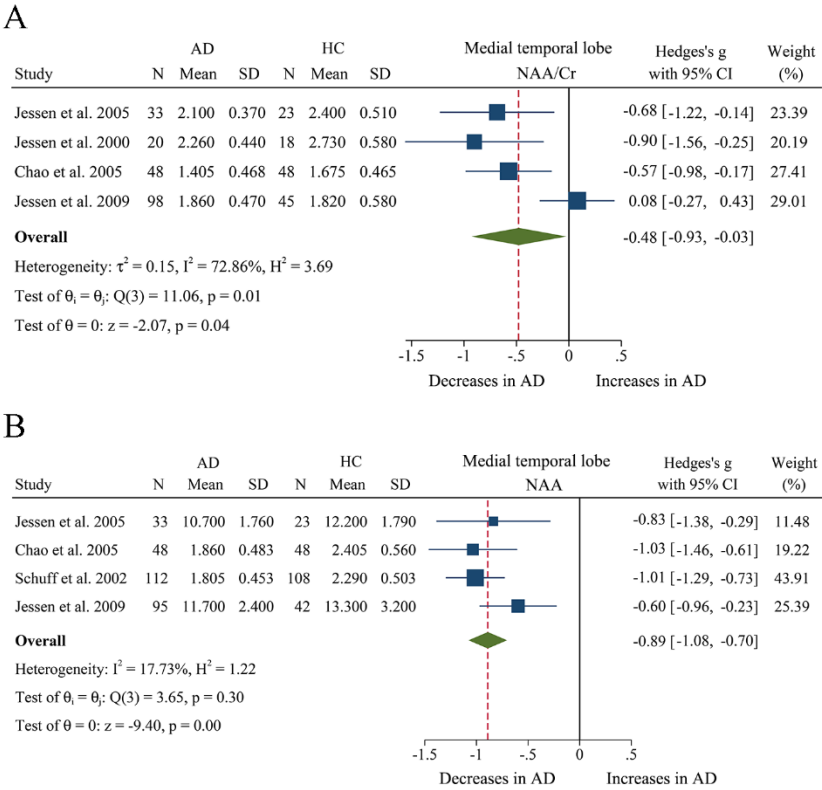 A
AD HC Medial temporal lobe Hedges's g Weight
Study N Mean SD N Mean SD NAA/Cr with 95% CI (%)
Jessen et al. 2005 33 2.100 0.370 23 2.400 0.510 -0.68 [-1.22, -0.14] 23.39
Jessen et al. 2000 20 2.260 0.440 18 2.730 0.580 -0.90 [-1.56, -0.25] 20.19
Chao et al. 2005 48 1.405 0.468 48 1.675 0.465 -0.57 [-0.98, -0.17] 27.41
Jessen et al. 2009 98 1.860 0.470 45 1.820 0.580 0.08 [-0.27, 0.43] 29.01
Overall -0.48 [-0.93, -0.03]
Heterogeneity: τ² = 0.15, I² = 72.86%, H² = 3.69
Test of θi = θj: Q(3) = 11.06, p = 0.01
Test of θ = 0: z = -2.07, p = 0.04
-1.5 -1 -.5 0 .5
Decreases in AD Increases in AD
B
AD HC Medial temporal lobe Hedges's g Weight
Study N Mean SD N Mean SD NAA with 95% CI (%)
Jessen et al. 2005 33 10.700 1.760 23 12.200 1.790 -0.83 [-1.38, -0.29] 11.48
Chao et al. 2005 48 1.860 0.483 48 2.405 0.560 -1.03 [-1.46, -0.61] 19.22
Schuff et al. 2002 112 1.805 0.453 108 2.290 0.503 -1.01 [-1.29, -0.73] 43.91
Jessen et al. 2009 95 11.700 2.400 42 13.300 3.200 -0.60 [-0.96, -0.23] 25.39
Overall -0.89 [-1.08, -0.70]
Heterogeneity: I² = 17.73%, H² = 1.22
Test of θi = θj: Q(3) = 3.65, p = 0.30
Test of θ = 0: z = -9.40, p = 0.00
-1.5 -1 -.5 0 .5
Decreases in AD Increases in AD